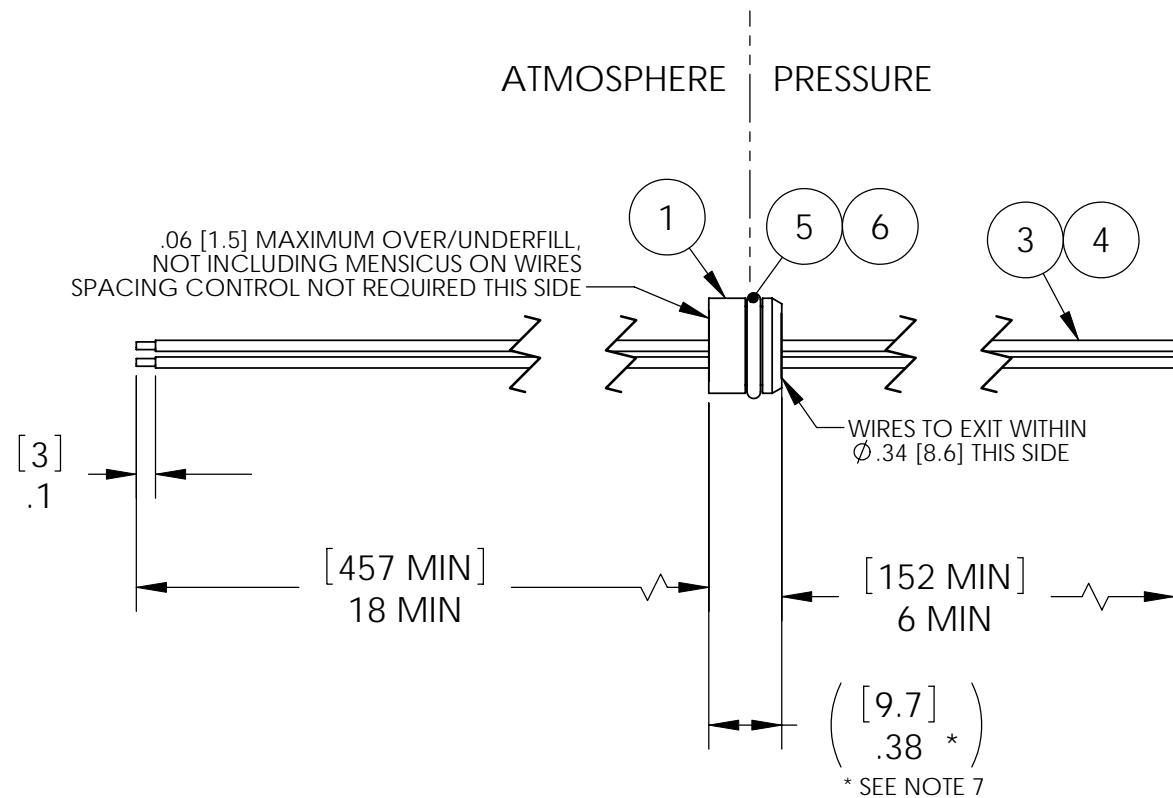 ATMOSPHERE PRESSURE
1
5 6
3 4
.06 [1.5] MAXIMUM OVER/UNDERFILL,
NOT INCLUDING MENSICUS ON WIRES
SPACING CONTROL NOT REQUIRED THIS SIDE
WIRES TO EXIT WITHIN
Ø.34 [8.6] THIS SIDE
[3]
.1
[457 MIN]
18 MIN
[152 MIN]
6 MIN
([9.7]
.38 *)
* SEE NOTE 7